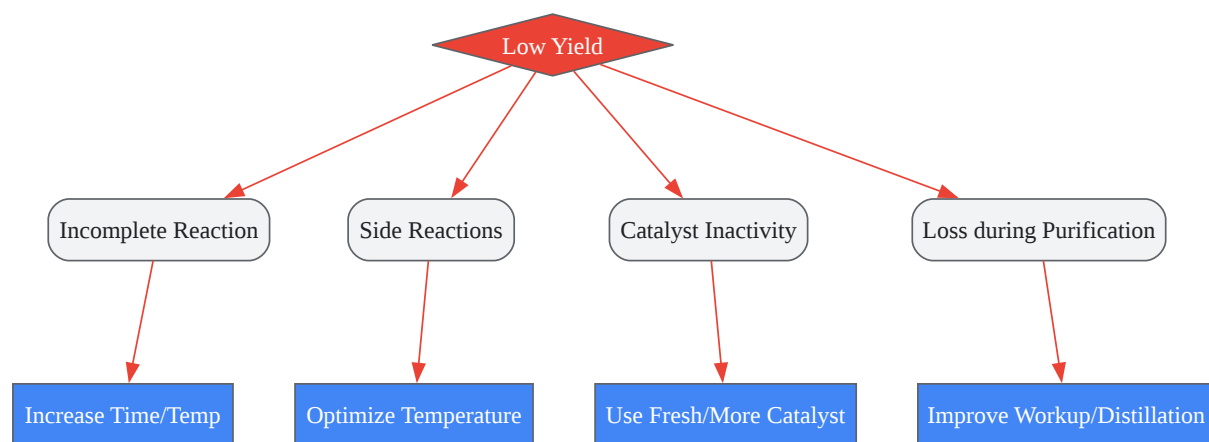 Low Yield
Incomplete Reaction
Side Reactions
Catalyst Inactivity
Loss during Purification
Increase Time/Temp
Optimize Temperature
Use Fresh/More Catalyst
Improve Workup/Distillation